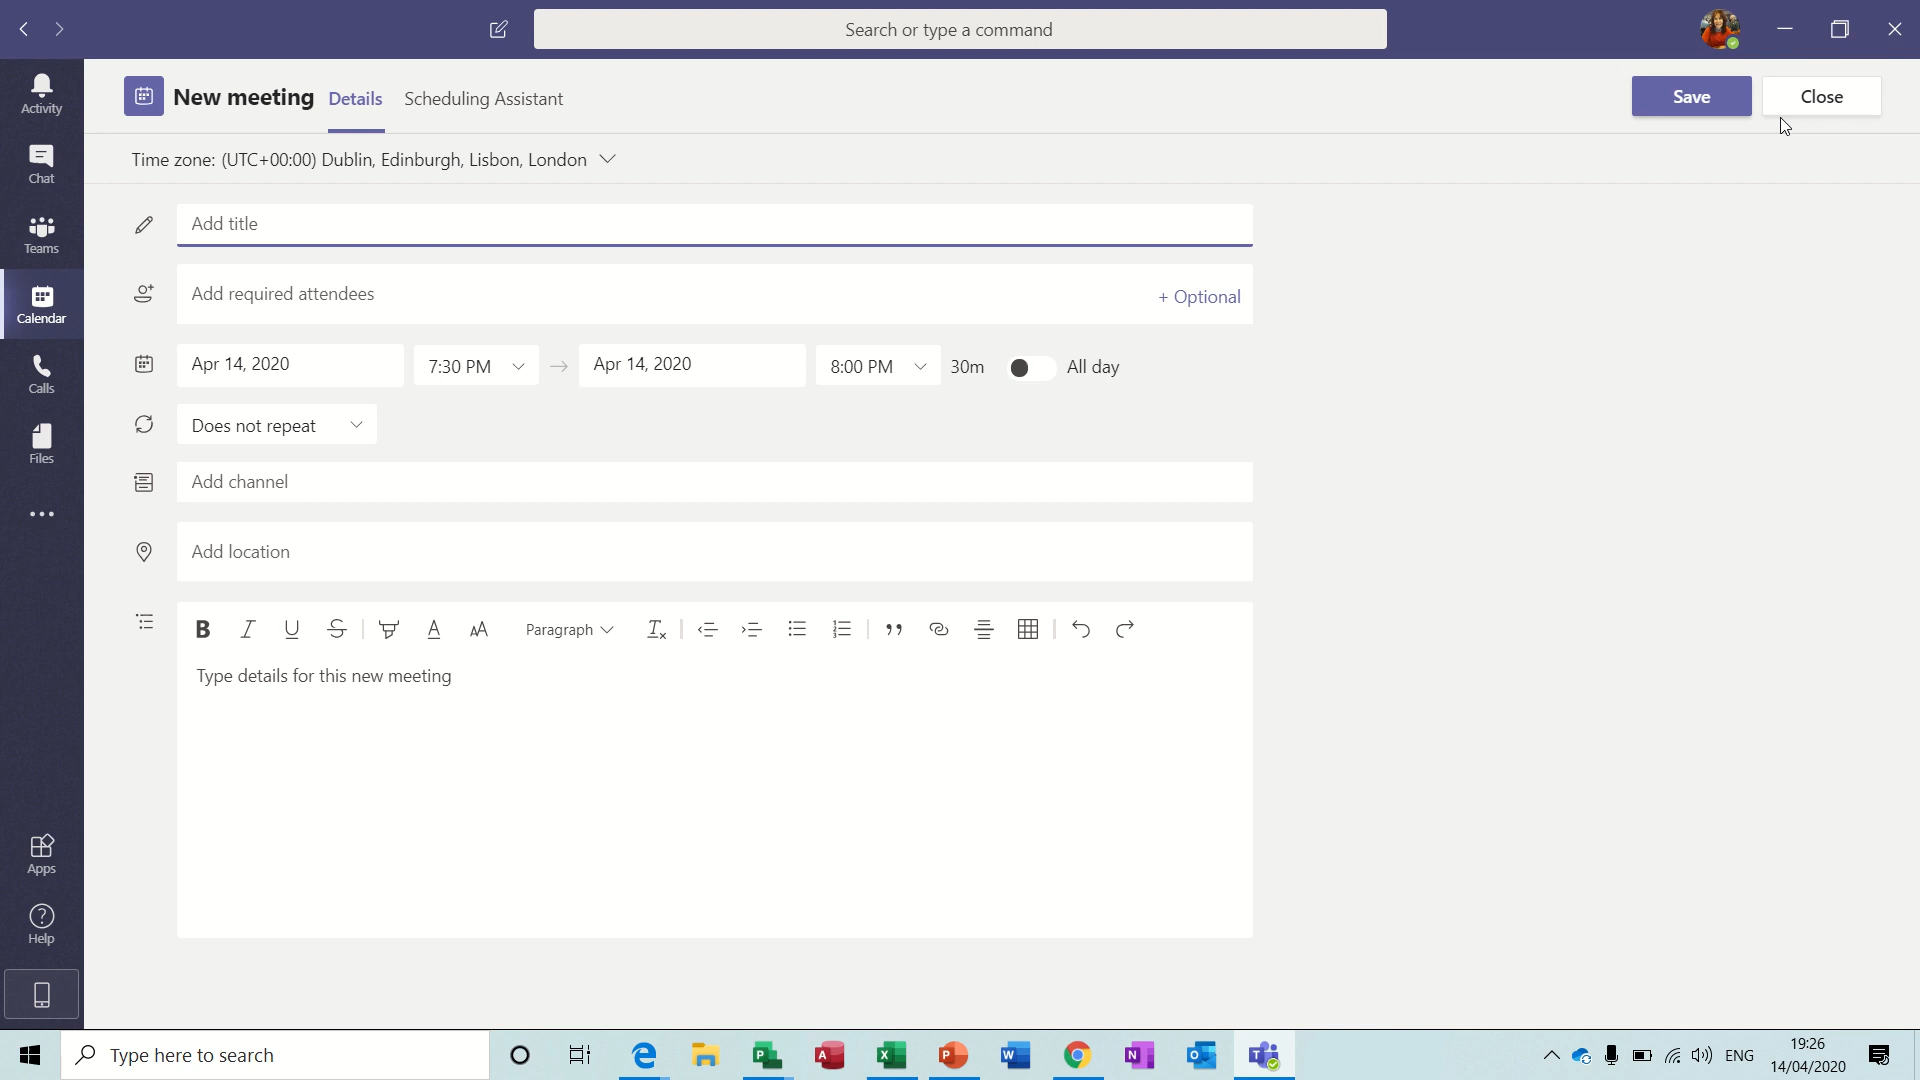 Search or type a command
Activity
Chat
Teams
Calendar
Calls
Files
Apps
Help
New meeting Details Scheduling Assistant
Save Close
Time zone: (UTC+00:00) Dublin, Edinburgh, Lisbon, London
Add title
Add required attendees + Optional
Apr 14, 2020 7:30 PM Apr 14, 2020 8:00 PM 30m All day
Does not repeat
Add channel
Add location
B I U S A AA Paragraph
Type details for this new meeting
Type here to search
P A X P W N O T
ENG
19:26
14/04/2020